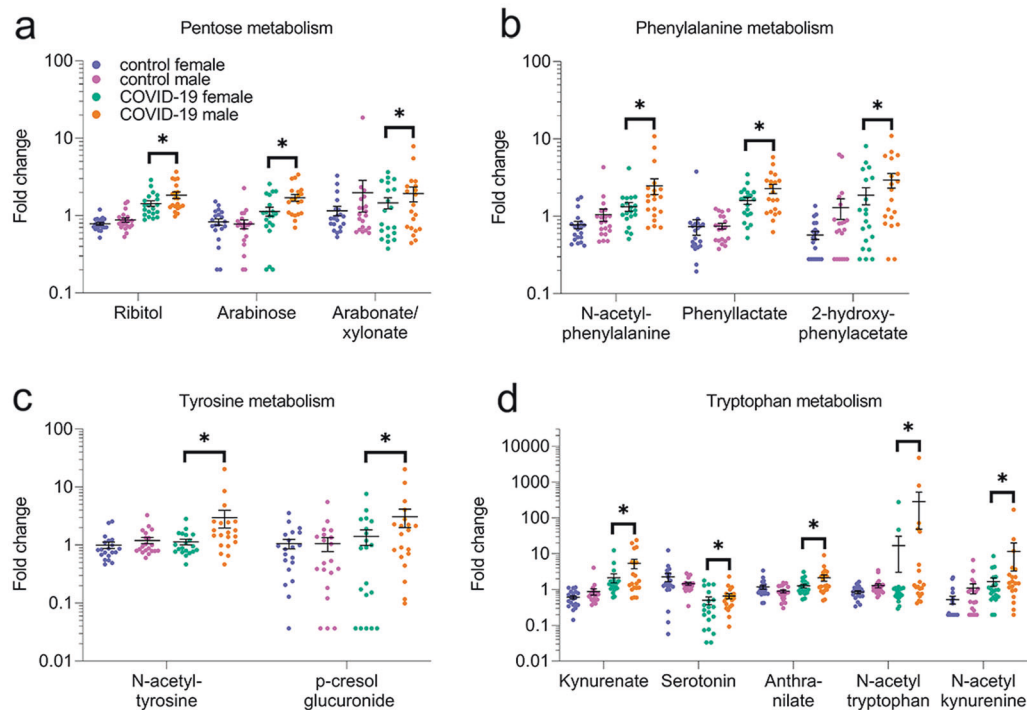 a
Pentose metabolism
100
10
1
0.1
Fold change
control female
control male
COVID-19 female
COVID-19 male
*
*
*
Ribitol
Arabinose
Arabonate/
xylonate
b
Phenylalanine metabolism
100
10
1
0.1
Fold change
*
*
*
N-acetyl-
phenylalanine
Phenyllactate
2-hydroxy-
phenylacetate
c
Tyrosine metabolism
100
10
1
0.1
0.01
Fold change
*
*
N-acetyl-
tyrosine
p-cresol
glucuronide
d
Tryptophan metabolism
10000
1000
100
10
1
0.1
0.01
Fold change
*
*
*
*
*
Kynurenate
Serotonin
Anthra-
nilate
N-acetyl
tryptophan
N-acetyl
kynurenine